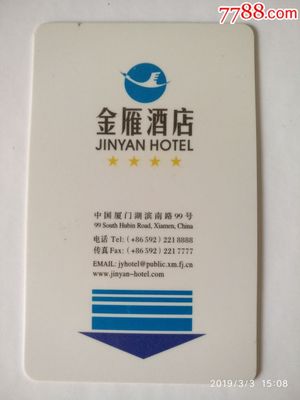 7788.com
金雁酒店
JINYAN HOTEL
中国厦门湖滨南路99号
99 South Hubin Road, Xiamen, China
电话 Tel: (+86 592) 221 8888
传真 Fax: (+86 592) 221 7777
EMAIL: jyhotel@public.xm.fj.cn
www.jinyan-hotel.com
2019/3/3 15:08